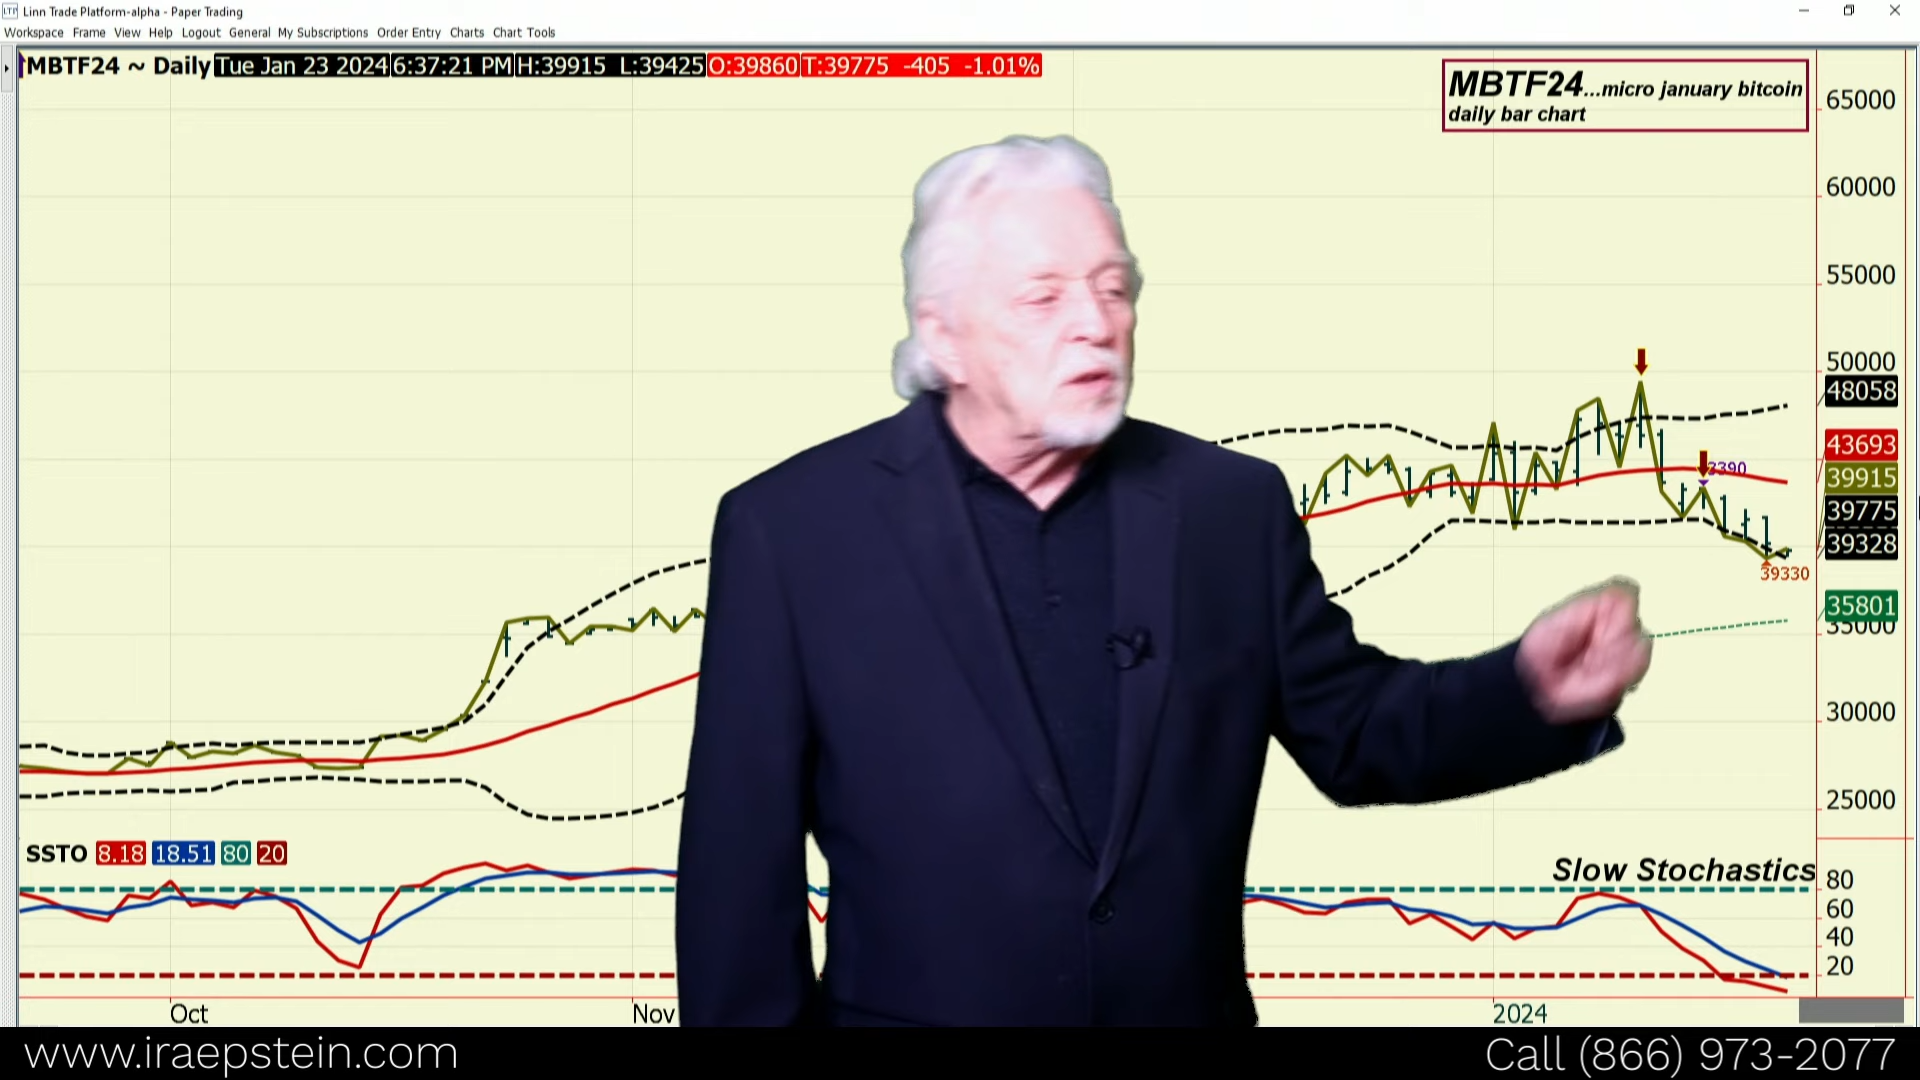 LTP Linn Trade Platform-alpha - Paper Trading
Workspace Frame View Help Logout General My Subscriptions Order Entry Charts Chart Tools
MBTF24 ~ Daily Tue Jan 23 2024 6:37:21 PM H:39915 L:39425 O:39860 T:39775 -405 -1.01%
MBTF24...micro january bitcoin
daily bar chart
65000
60000
55000
50000
48058
43693
3390
39915
39775
39328
39330
35801
35000
30000
25000
SSTO 8.18 18.51 80 20
Slow Stochastics
80
60
40
20
Oct Nov 2024
www.iraepstein.com Call (866) 973-2077